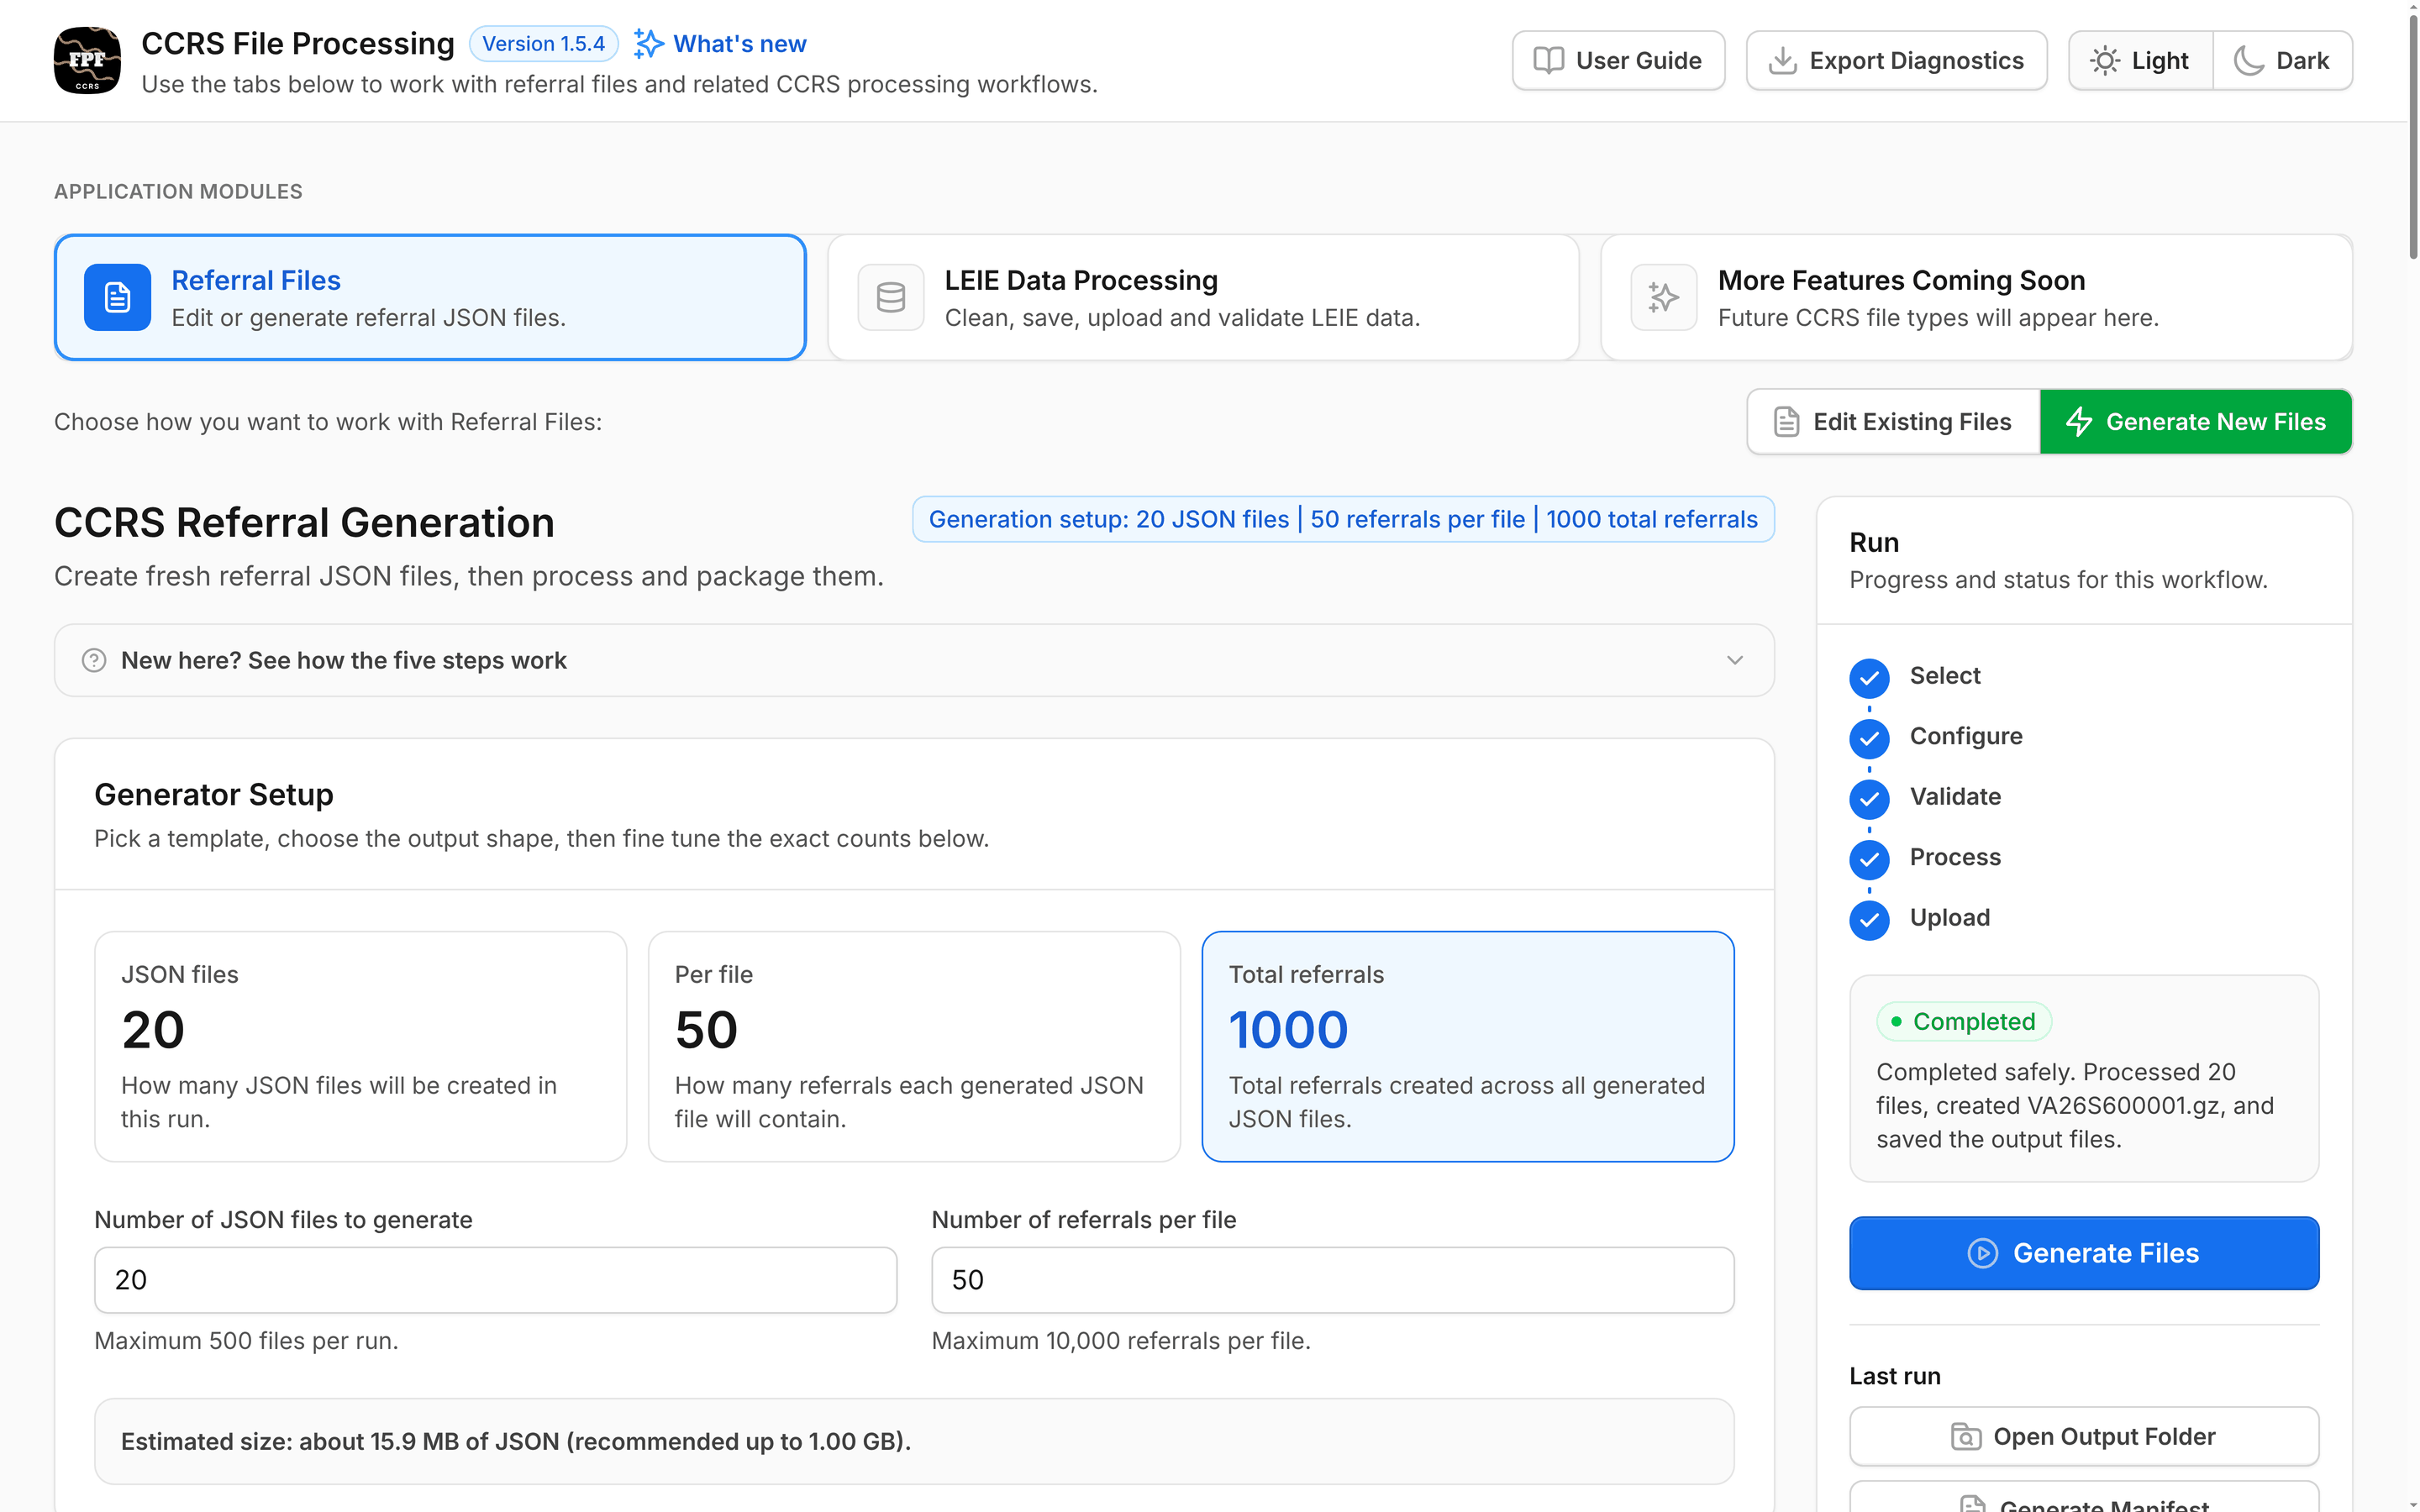 FPF
CCRS
CCRS File Processing
Version 1.5.4
What's new
Use the tabs below to work with referral files and related CCRS processing workflows.
User Guide
Export Diagnostics
Light
Dark
APPLICATION MODULES
Referral Files
Edit or generate referral JSON files.
LEIE Data Processing
Clean, save, upload and validate LEIE data.
More Features Coming Soon
Future CCRS file types will appear here.
Choose how you want to work with Referral Files:
Edit Existing Files
Generate New Files
CCRS Referral Generation
Generation setup: 20 JSON files | 50 referrals per file | 1000 total referrals
Create fresh referral JSON files, then process and package them.
New here? See how the five steps work
Generator Setup
Pick a template, choose the output shape, then fine tune the exact counts below.
JSON files
20
How many JSON files will be created in
this run.
Per file
50
How many referrals each generated JSON
file will contain.
Total referrals
1000
Total referrals created across all generated
JSON files.
Number of JSON files to generate
20
Maximum 500 files per run.
Number of referrals per file
50
Maximum 10,000 referrals per file.
Estimated size: about 15.9 MB of JSON (recommended up to 1.00 GB).
Run
Progress and status for this workflow.
Select
Configure
Validate
Process
Upload
Completed
Completed safely. Processed 20
files, created VA26S600001.gz, and
saved the output files.
Generate Files
Last run
Open Output Folder
Generate Manifest